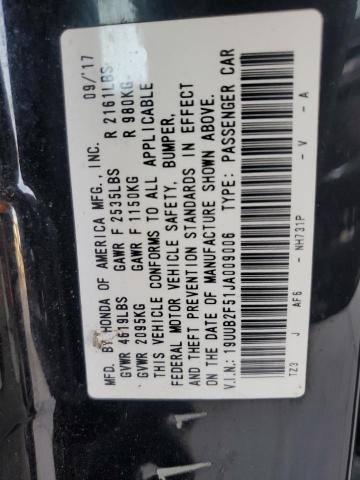 MFD. BY HONDA OF AMERICA MFG., INC. 09/'17
GVWR 4619LBS GAWR F 2535LBS R 2161LBS
GVWR 2095KG GAWR F 1150KG R 980KG
THIS VEHICLE CONFORMS TO ALL APPLICABLE
FEDERAL MOTOR VEHICLE SAFETY, BUMPER,
AND THEFT PREVENTION STANDARDS IN EFFECT
ON THE DATE OF MANUFACTURE SHOWN ABOVE.
V.I.N.: 19UUB2F51JA009006 TYPE: PASSENGER CAR
TZ3 J AF6 - NH731P - V - A